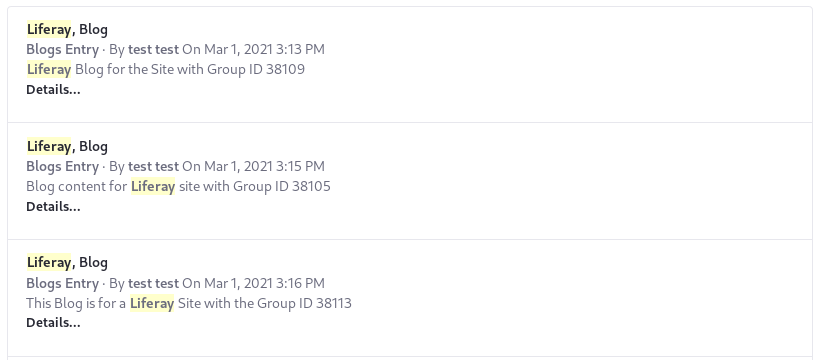 Liferay, Blog
Blogs Entry · By test test On Mar 1, 2021 3:13 PM
Liferay Blog for the Site with Group ID 38109
Details...
Liferay, Blog
Blogs Entry · By test test On Mar 1, 2021 3:15 PM
Blog content for Liferay site with Group ID 38105
Details...
Liferay, Blog
Blogs Entry · By test test On Mar 1, 2021 3:16 PM
This Blog is for a Liferay Site with the Group ID 38113
Details...